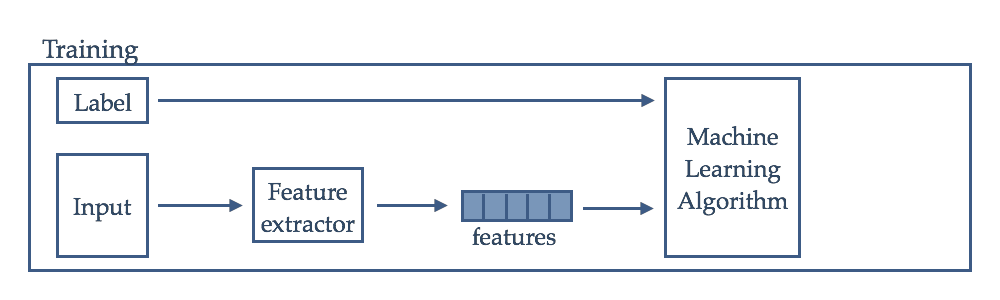 Training
Label
Input
Feature
extractor
features
Machine
Learning
Algorithm